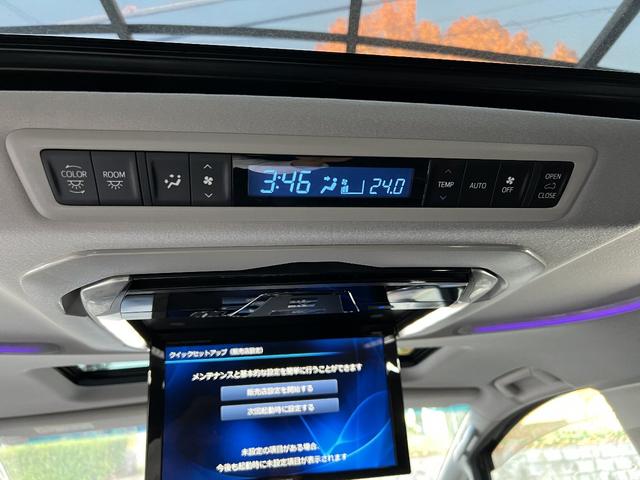 COLOR ROOM 3:46 24.0 TEMP AUTO OFF OPEN
CLOSE
クイックセットアップ(販売店設定)
メンテナンスと基本的な設定を簡単に行うことができます
販売店設定を開始する
次回起動時に設定する
未設定の項目がある場合、
今後も起動時に未設定項目が表示されます